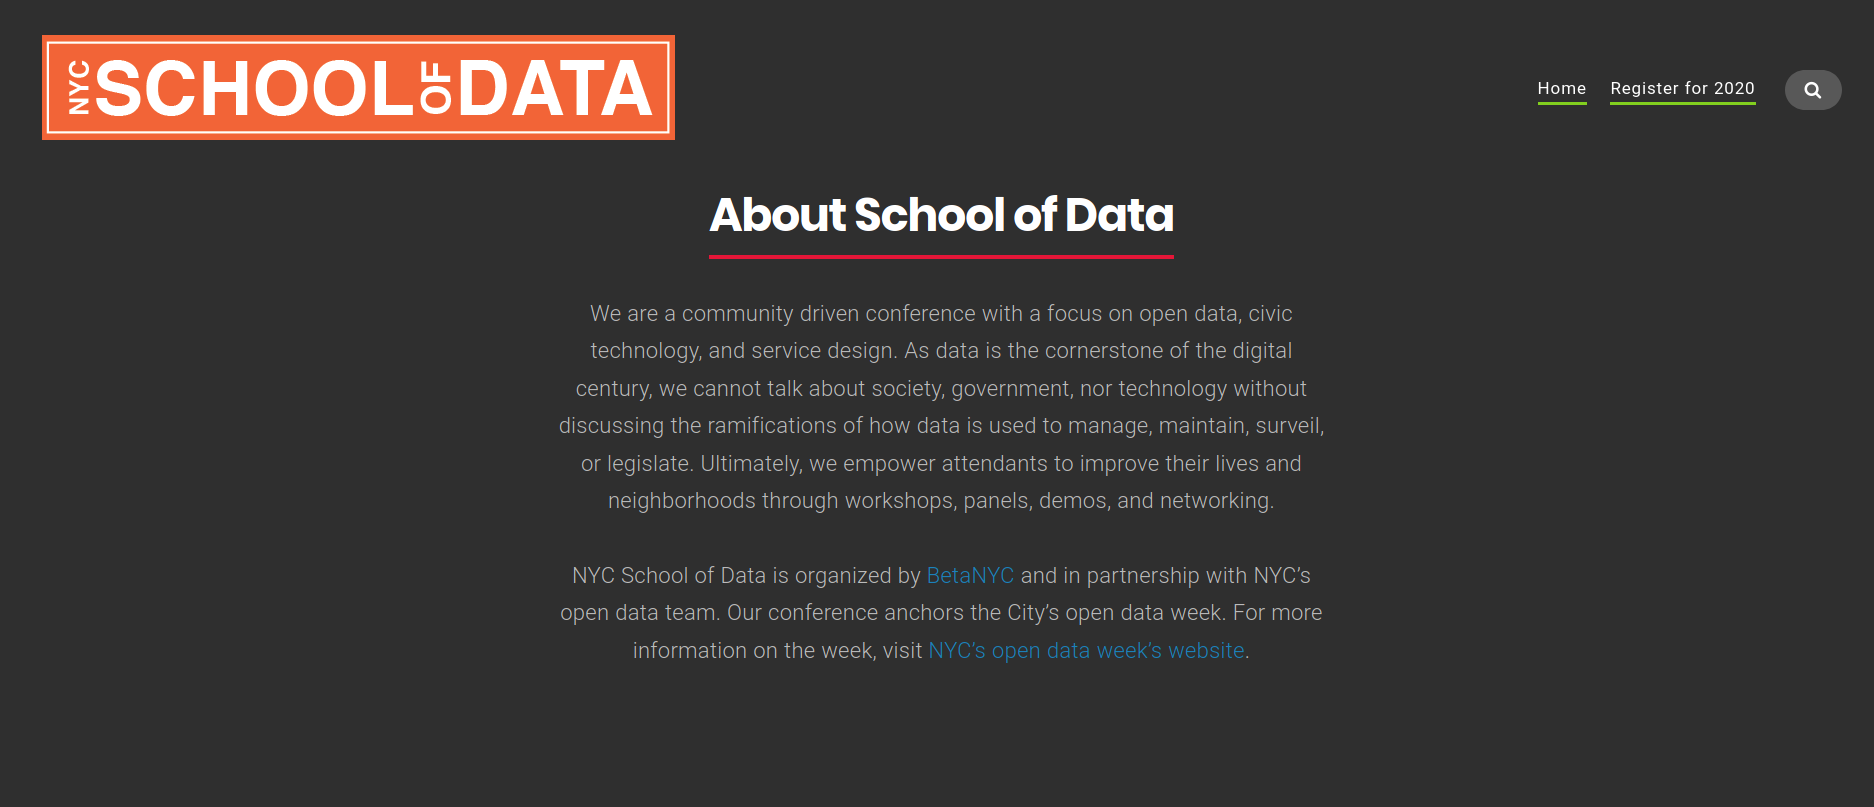 NYC SCHOOL OF DATA
Home
Register for 2020
About School of Data
We are a community driven conference with a focus on open data, civic
technology, and service design. As data is the cornerstone of the digital
century, we cannot talk about society, government, nor technology without
discussing the ramifications of how data is used to manage, maintain, surveil,
or legislate. Ultimately, we empower attendants to improve their lives and
neighborhoods through workshops, panels, demos, and networking.
NYC School of Data is organized by BetaNYC and in partnership with NYC’s
open data team. Our conference anchors the City’s open data week. For more
information on the week, visit NYC’s open data week’s website.